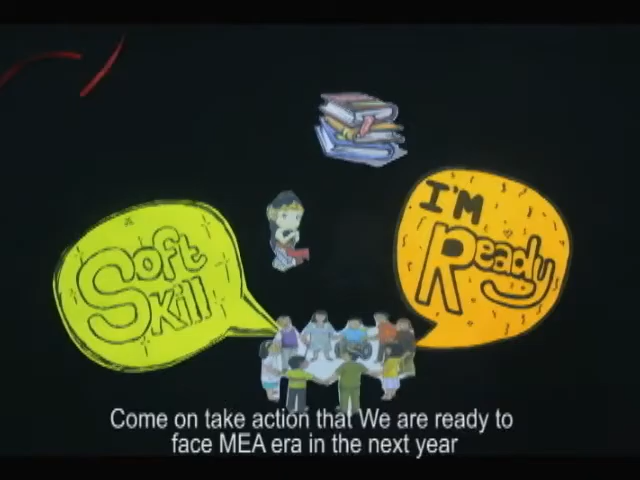 I'M
Ready
Soft
Skill
Come on take action that We are ready to
face MEA era in the next year